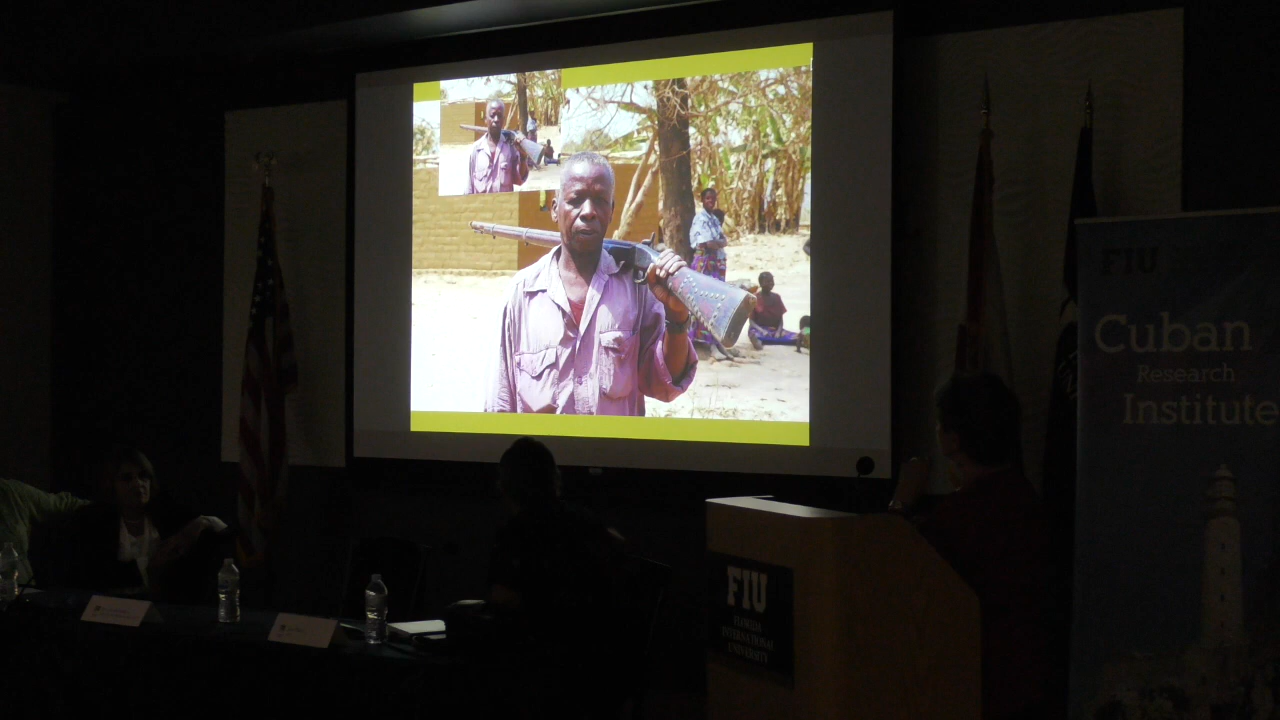 FIU
Cuban
Research
Institute
FIU
FLORIDA
INTERNATIONAL
UNIVERSITY